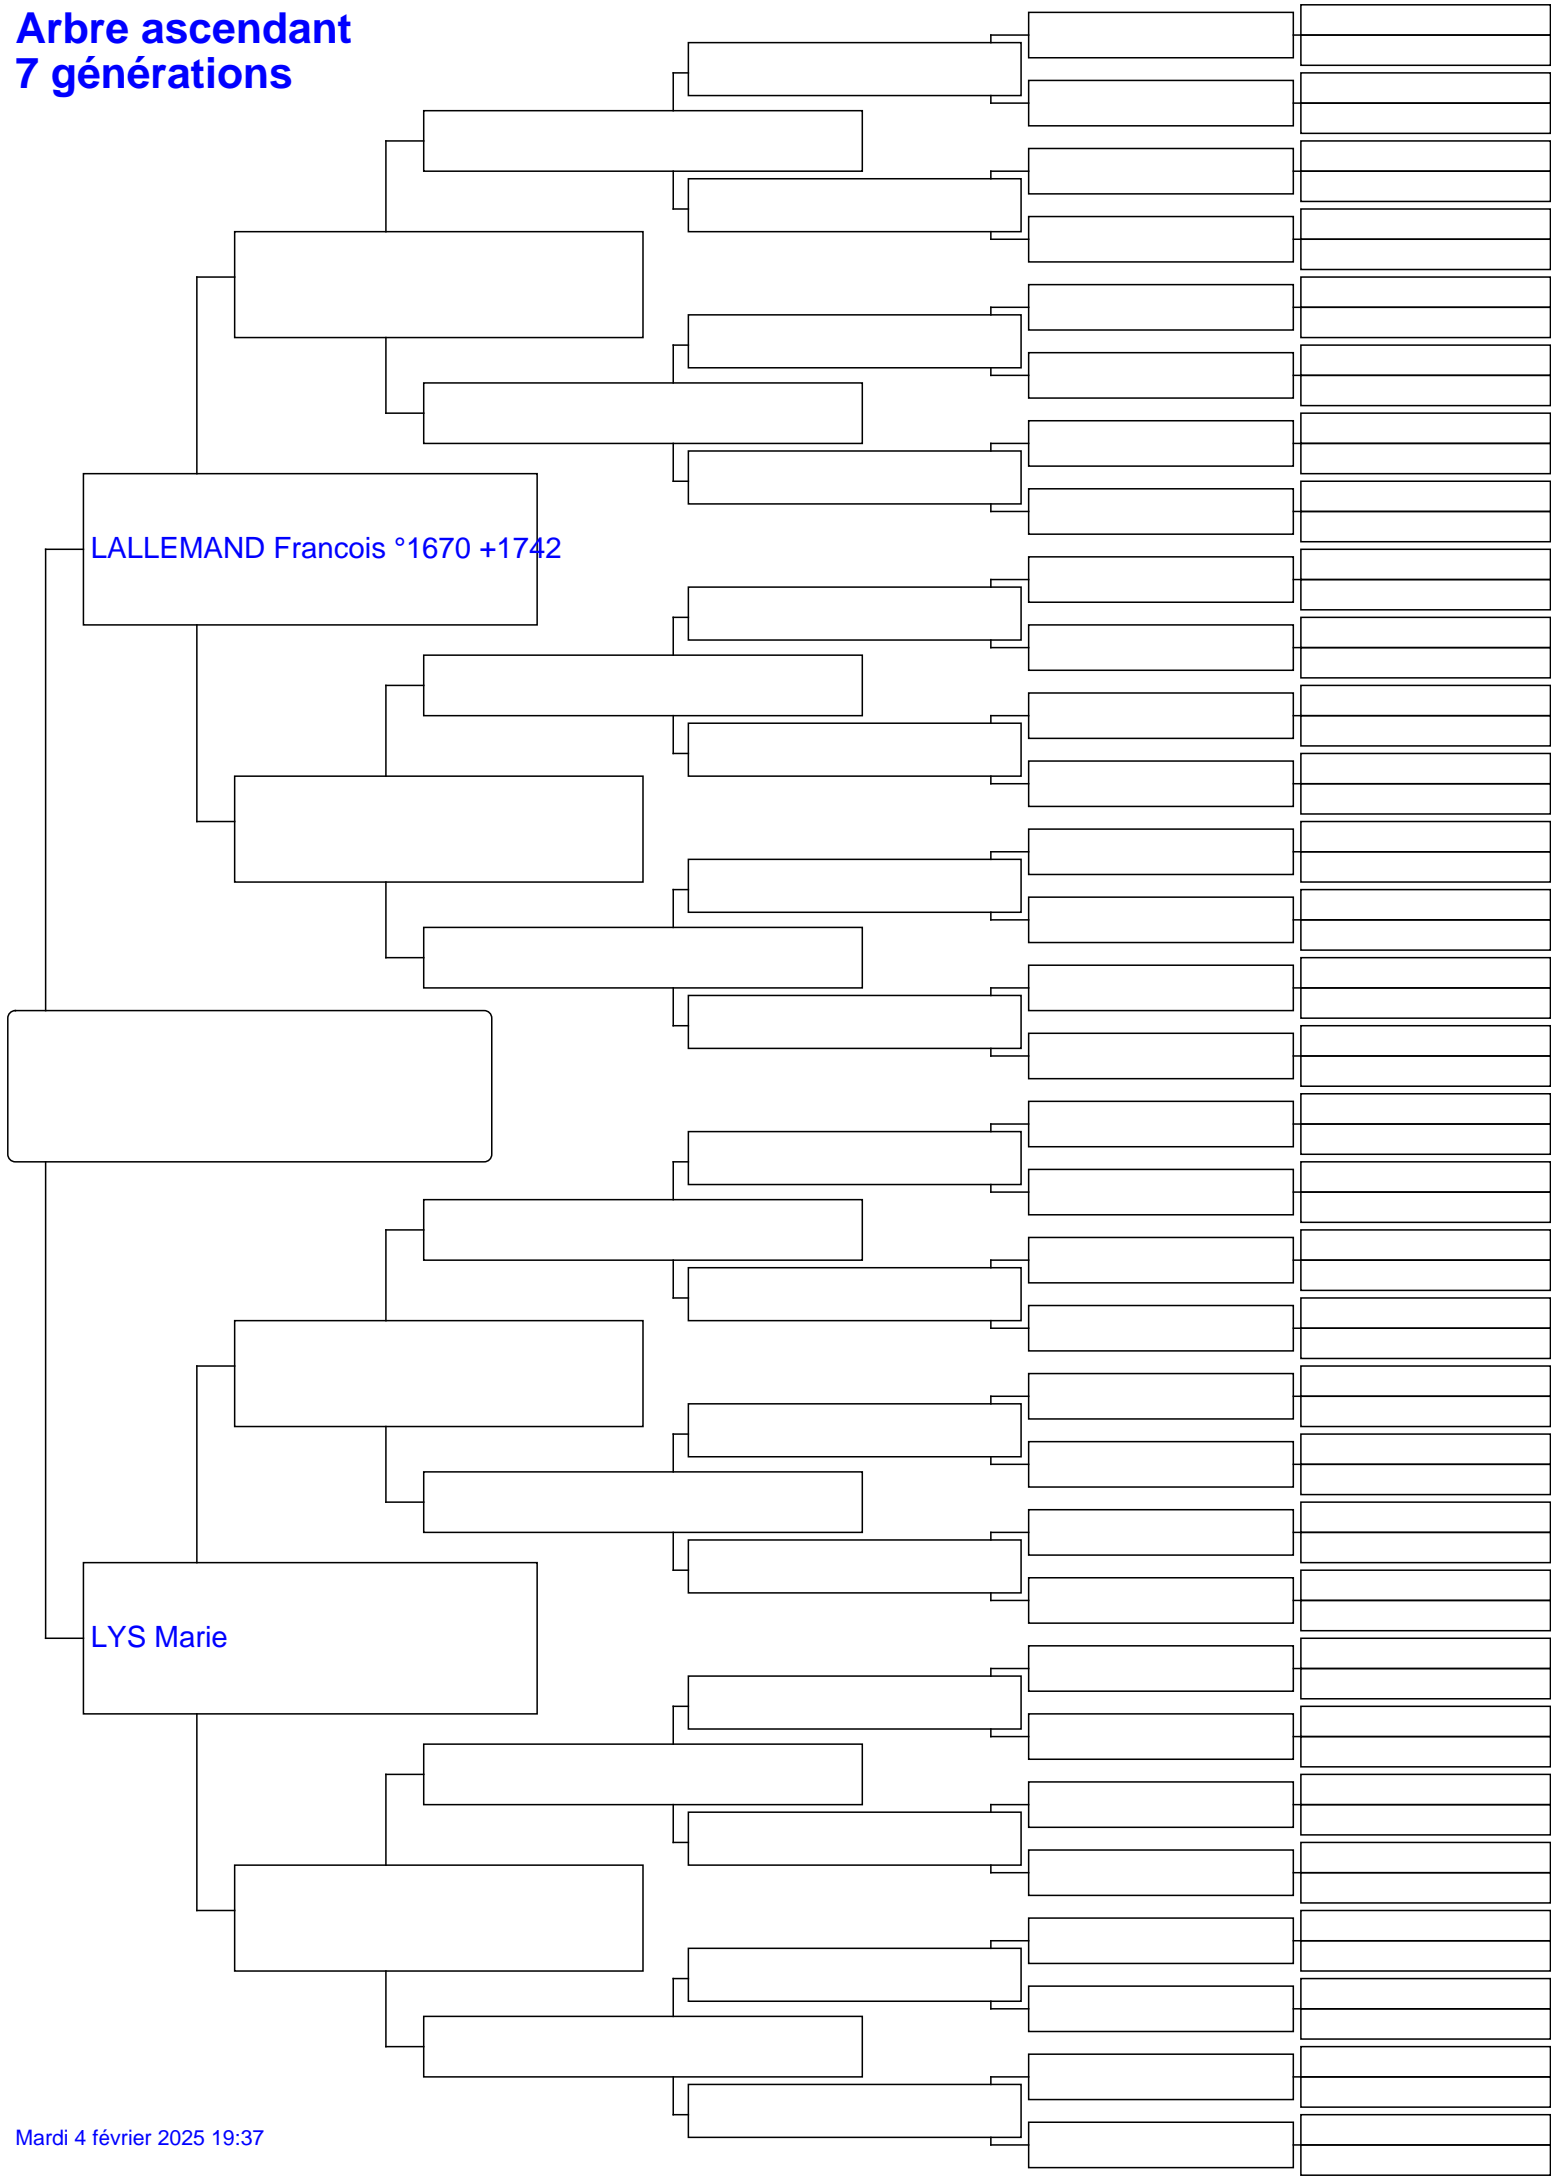 Arbre ascendant
7 générations
LALLEMAND Francois °1670 +1742
LYS Marie
Mardi 4 février 2025 19:37